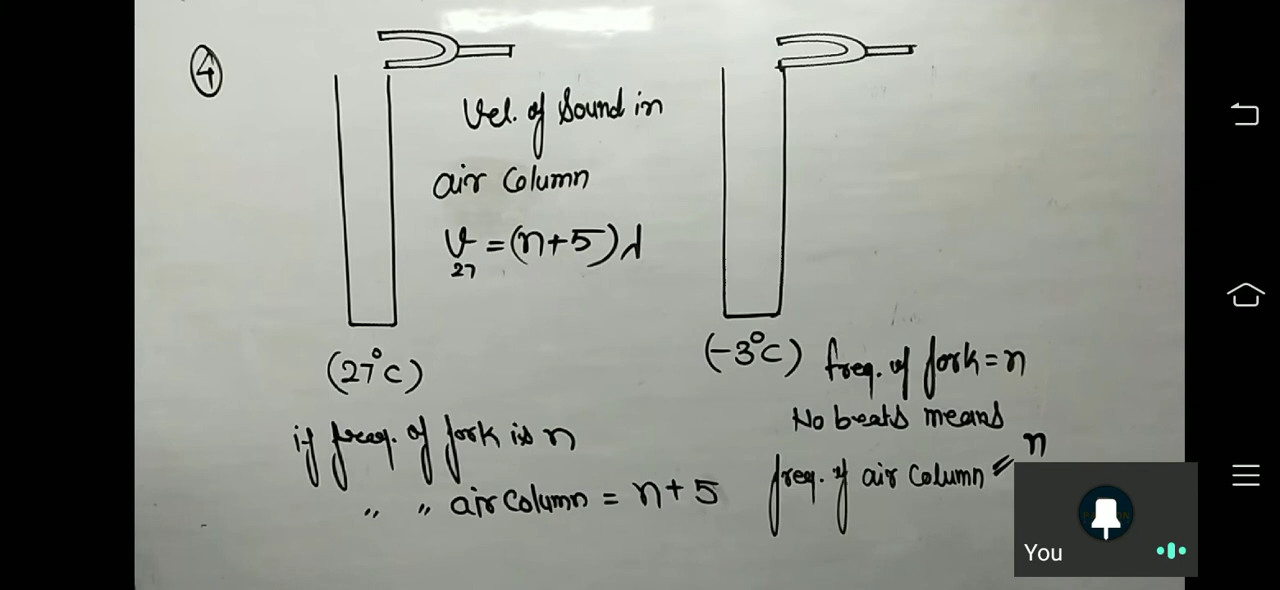 4
Vel. of Sound in
air column
V27 = (n+5)λ
(27°C)
if freq. of fork is n
" " air column = n+5
(-3°C) freq. of fork = n
No beats means
freq. of air column = n
You